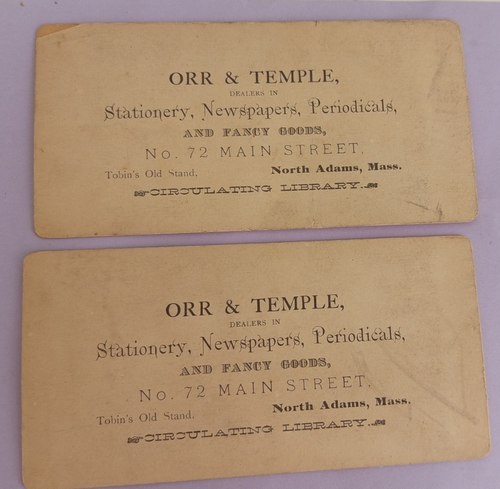 ORR & TEMPLE,
DEALERS IN
Stationery, Newspapers, Periodicals,
AND FANCY GOODS,
No. 72 MAIN STREET.
Tobin's Old Stand. North Adams, Mass.
CIRCULATING LIBRARY.
ORR & TEMPLE,
DEALERS IN
Stationery, Newspapers, Periodicals,
AND FANCY GOODS,
No. 72 MAIN STREET.
Tobin's Old Stand. North Adams, Mass.
CIRCULATING LIBRARY.